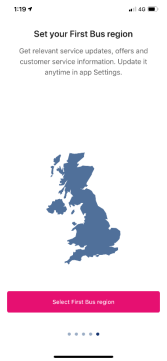 1:19
4G
Set your First Bus region
Get relevant service updates, offers and
customer service information. Update it
anytime in app Settings.
Select First Bus region